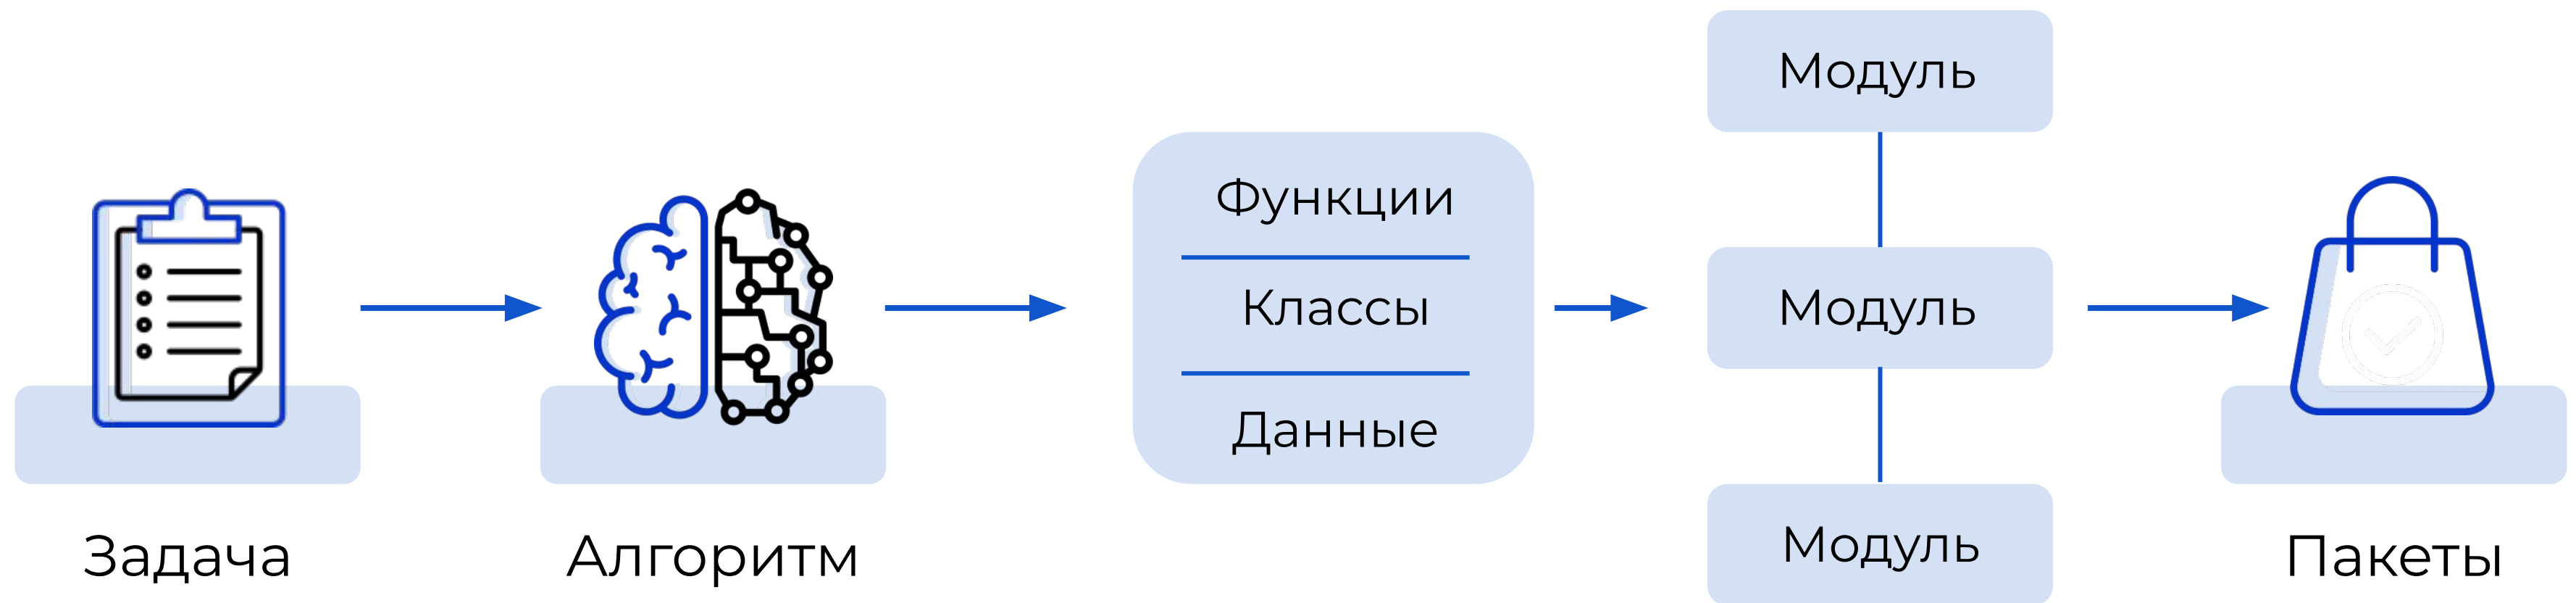 Задача
Алгоритм
Функции
Классы
Данные
Модуль
Модуль
Модуль
Пакеты